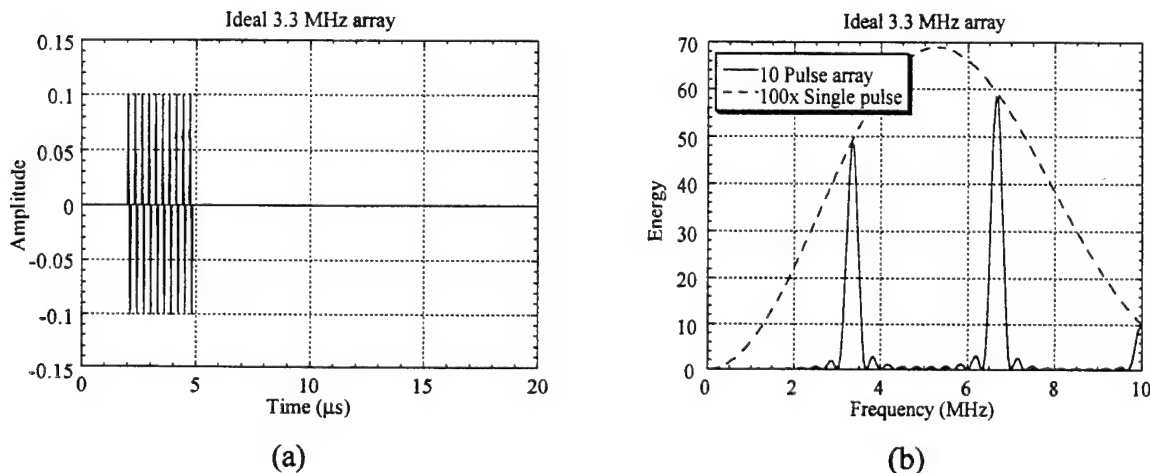 Ideal 3.3 MHz array
0.15
0.1
0.05
0
-0.05
-0.1
-0.15
Amplitude
0
5
10
15
20
Time (µs)
(a)
Ideal 3.3 MHz array
10 Pulse array
100x Single pulse
70
60
50
40
30
20
10
0
Energy
0
2
4
6
8
10
Frequency (MHz)
(b)